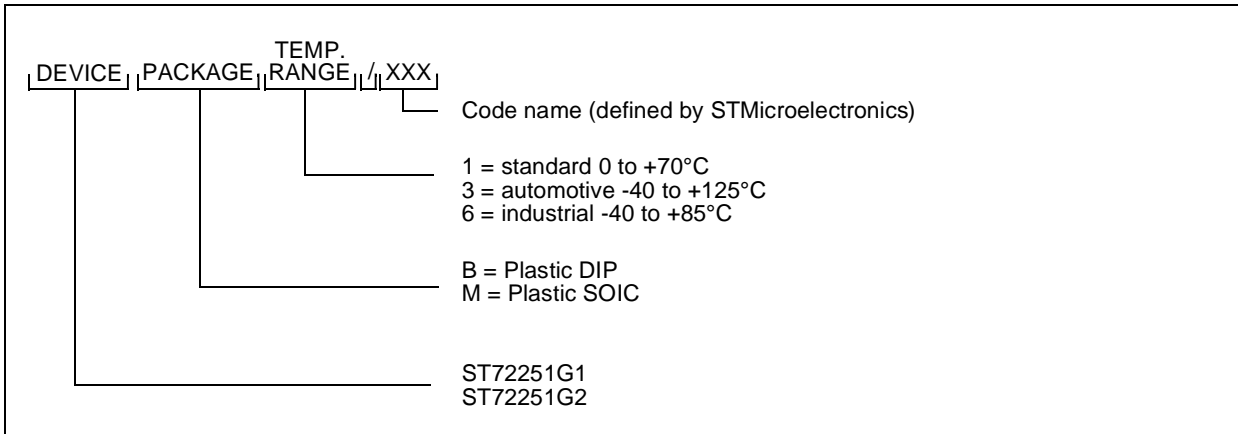 TEMP.
DEVICE PACKAGE RANGE / XXX
Code name (defined by STMicroelectronics)
1 = standard 0 to +70°C
3 = automotive -40 to +125°C
6 = industrial -40 to +85°C
B = Plastic DIP
M = Plastic SOIC
ST72251G1
ST72251G2